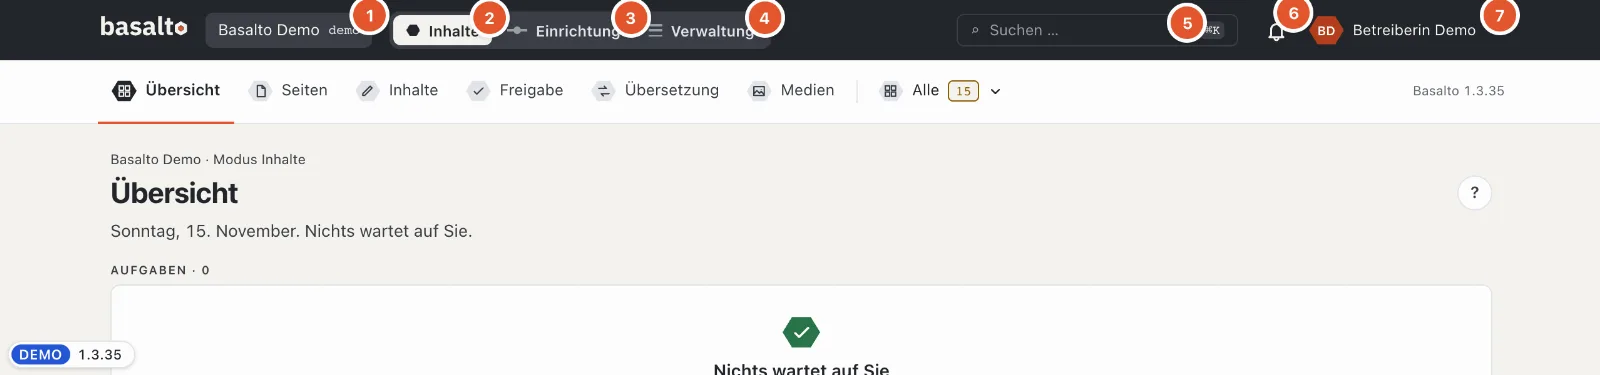 basalto Basalto Demo demo 1 Inhalte 2 Einrichtung 3 Verwaltung 4 Suchen ... 5 ⌘K 6 BD Betreiberin Demo 7
Übersicht Seiten Inhalte Freigabe Übersetzung Medien Alle 15 Basalto 1.3.35
Basalto Demo · Modus Inhalte
Übersicht
?
Sonntag, 15. November. Nichts wartet auf Sie.
AUFGABEN · 0
DEMO 1.3.35
Nichts wartet auf Sie